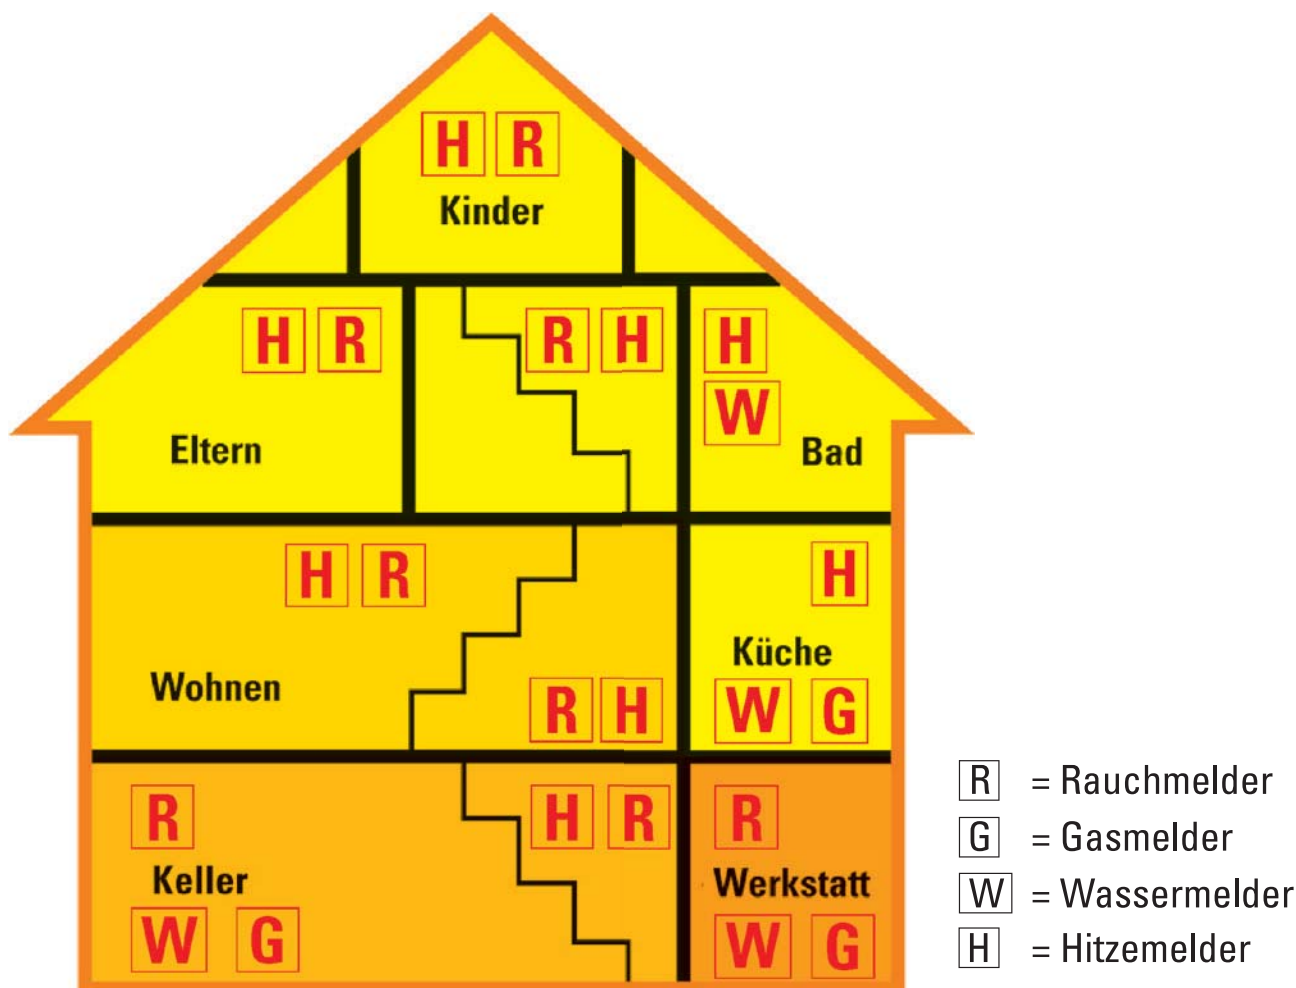 H R
Kinder
H R
R H
H
W
Eltern
Bad
H R
H
Küche
Wohnen
R H
W G
R
H R
R
Keller
Werkstatt
W G
W G
R = Rauchmelder
G = Gasmelder
W = Wassermelder
H = Hitzemelder